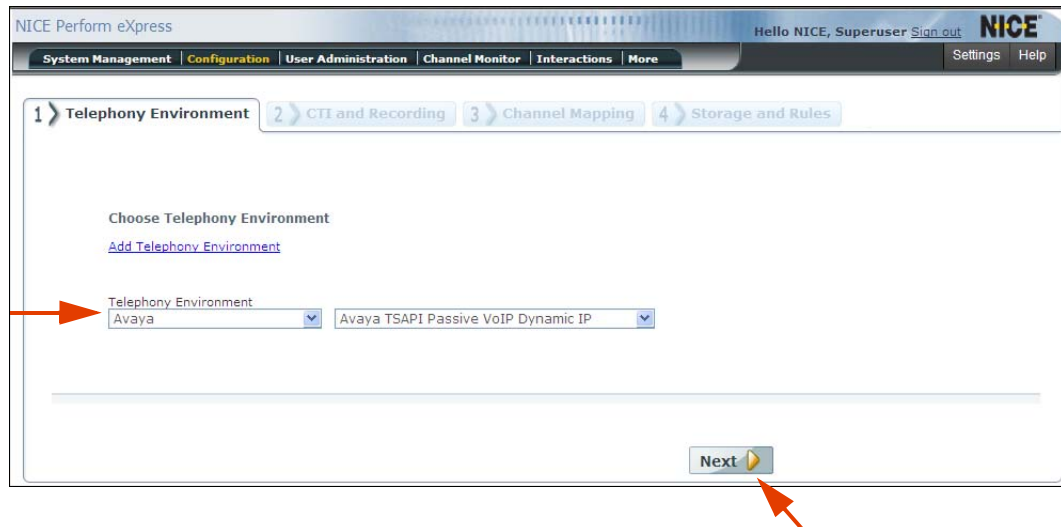 NICE Perform eXpress
Hello NICE, Superuser Sign out NICE
System Management | Configuration | User Administration | Channel Monitor | Interactions | More Settings Help
1 Telephony Environment 2 CTI and Recording 3 Channel Mapping 4 Storage and Rules
Choose Telephony Environment
Add Telephony Environment
Telephony Environment
Avaya Avaya TSAPI Passive VoIP Dynamic IP
Next